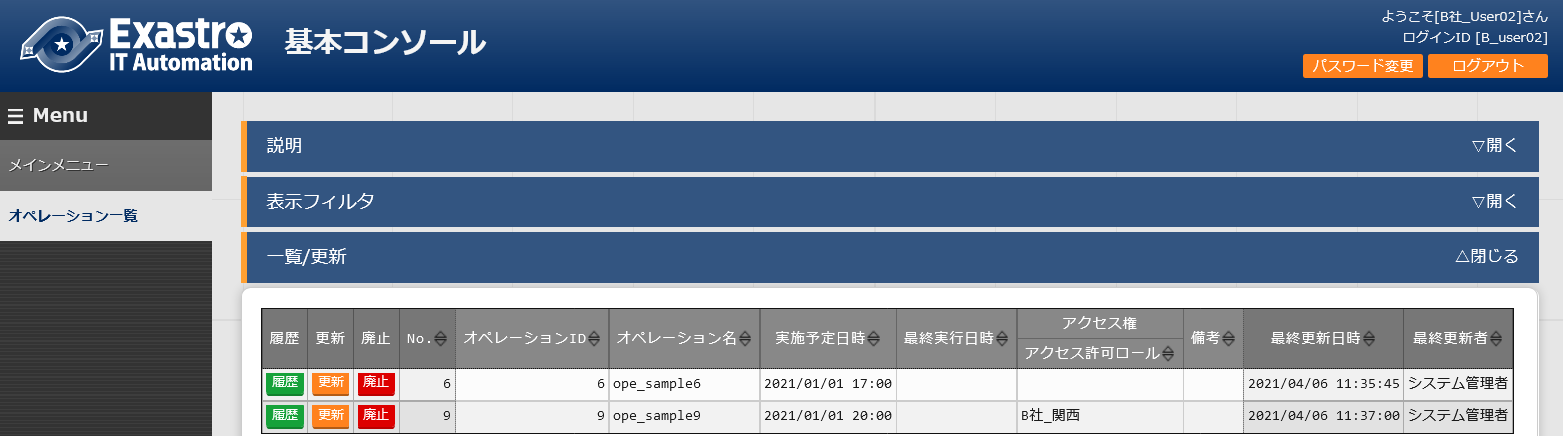 Exastro
IT Automation
基本コンソール
ようこそ[B社_User02]さん
ログインID [B_user02]
パスワード変更 ログアウト
Menu
メインメニュー
オペレーション一覧
説明 ▽開く
表示フィルタ ▽開く
一覧/更新 △閉じる
履歴 更新 廃止 No. オペレーションID オペレーション名 実施予定日時 最終実行日時 アクセス権 備考 最終更新日時 最終更新者
アクセス許可ロール
履歴 更新 廃止 6 6 ope_sample6 2021/01/01 17:00 2021/04/06 11:35:45 システム管理者
履歴 更新 廃止 9 9 ope_sample9 2021/01/01 20:00 B社_関西 2021/04/06 11:37:00 システム管理者